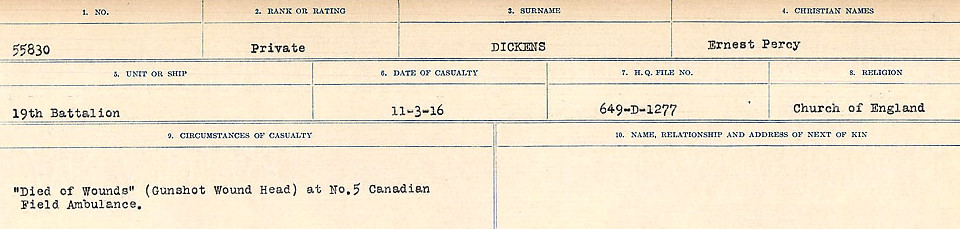 1. NO. 2. RANK OR RATING 3. SURNAME 4. CHRISTIAN NAMES
55830 Private DICKENS Ernest Percy
5. UNIT OR SHIP 6. DATE OF CASUALTY 7. H.Q. FILE NO. 8. RELIGION
19th Battalion 11-3-16 649-D-1277 Church of England
9. CIRCUMSTANCES OF CASUALTY 10. NAME, RELATIONSHIP AND ADDRESS OF NEXT OF KIN
"Died of Wounds" (Gunshot Wound Head) at No.5 Canadian
Field Ambulance.